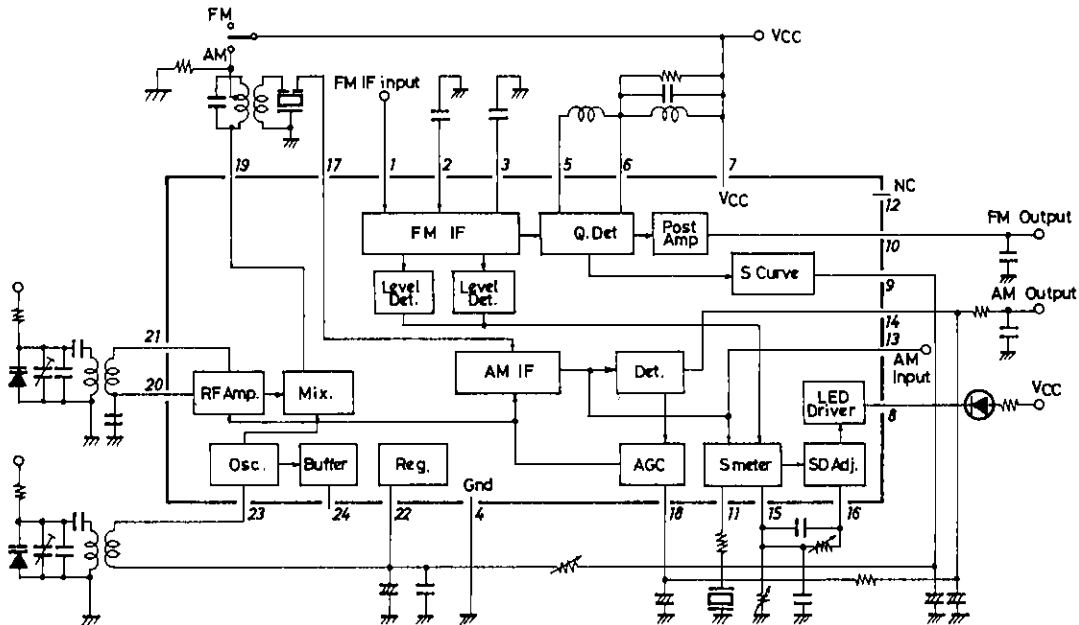 FM
AM
VCC
FM IF input
19
17
1
2
3
5
6
7
VCC
NC
12
FM IF
Q.Det
Post
Amp
FM Output
10
S Curve
9
Level
Det.
Level
Det.
AM Output
14
13
AM
Input
21
20
AM IF
Det.
RF Amp.
Mix.
LED
Driver
VCC
8
Osc.
Buffer
Reg.
Gnd
AGC
S meter
SD Adj.
23
24
22
4
18
11
15
16